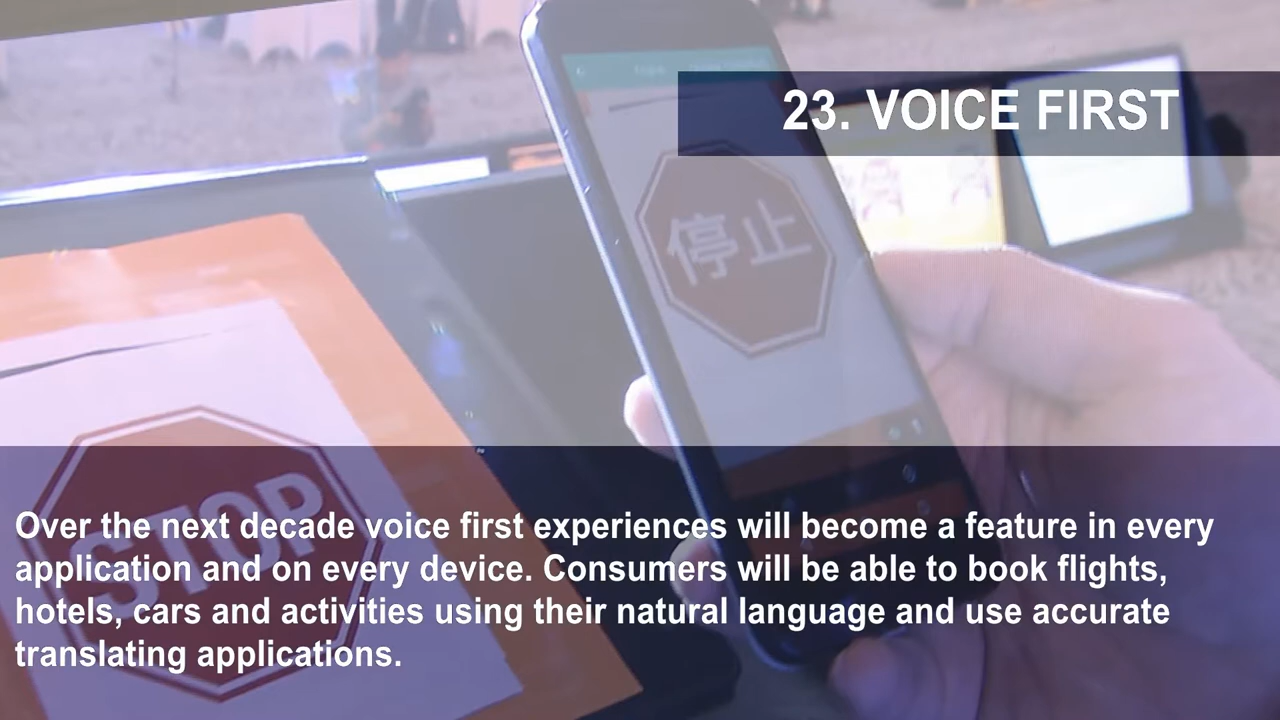 23. VOICE FIRST
停止
STOP
Over the next decade voice first experiences will become a feature in every
application and on every device. Consumers will be able to book flights,
hotels, cars and activities using their natural language and use accurate
translating applications.